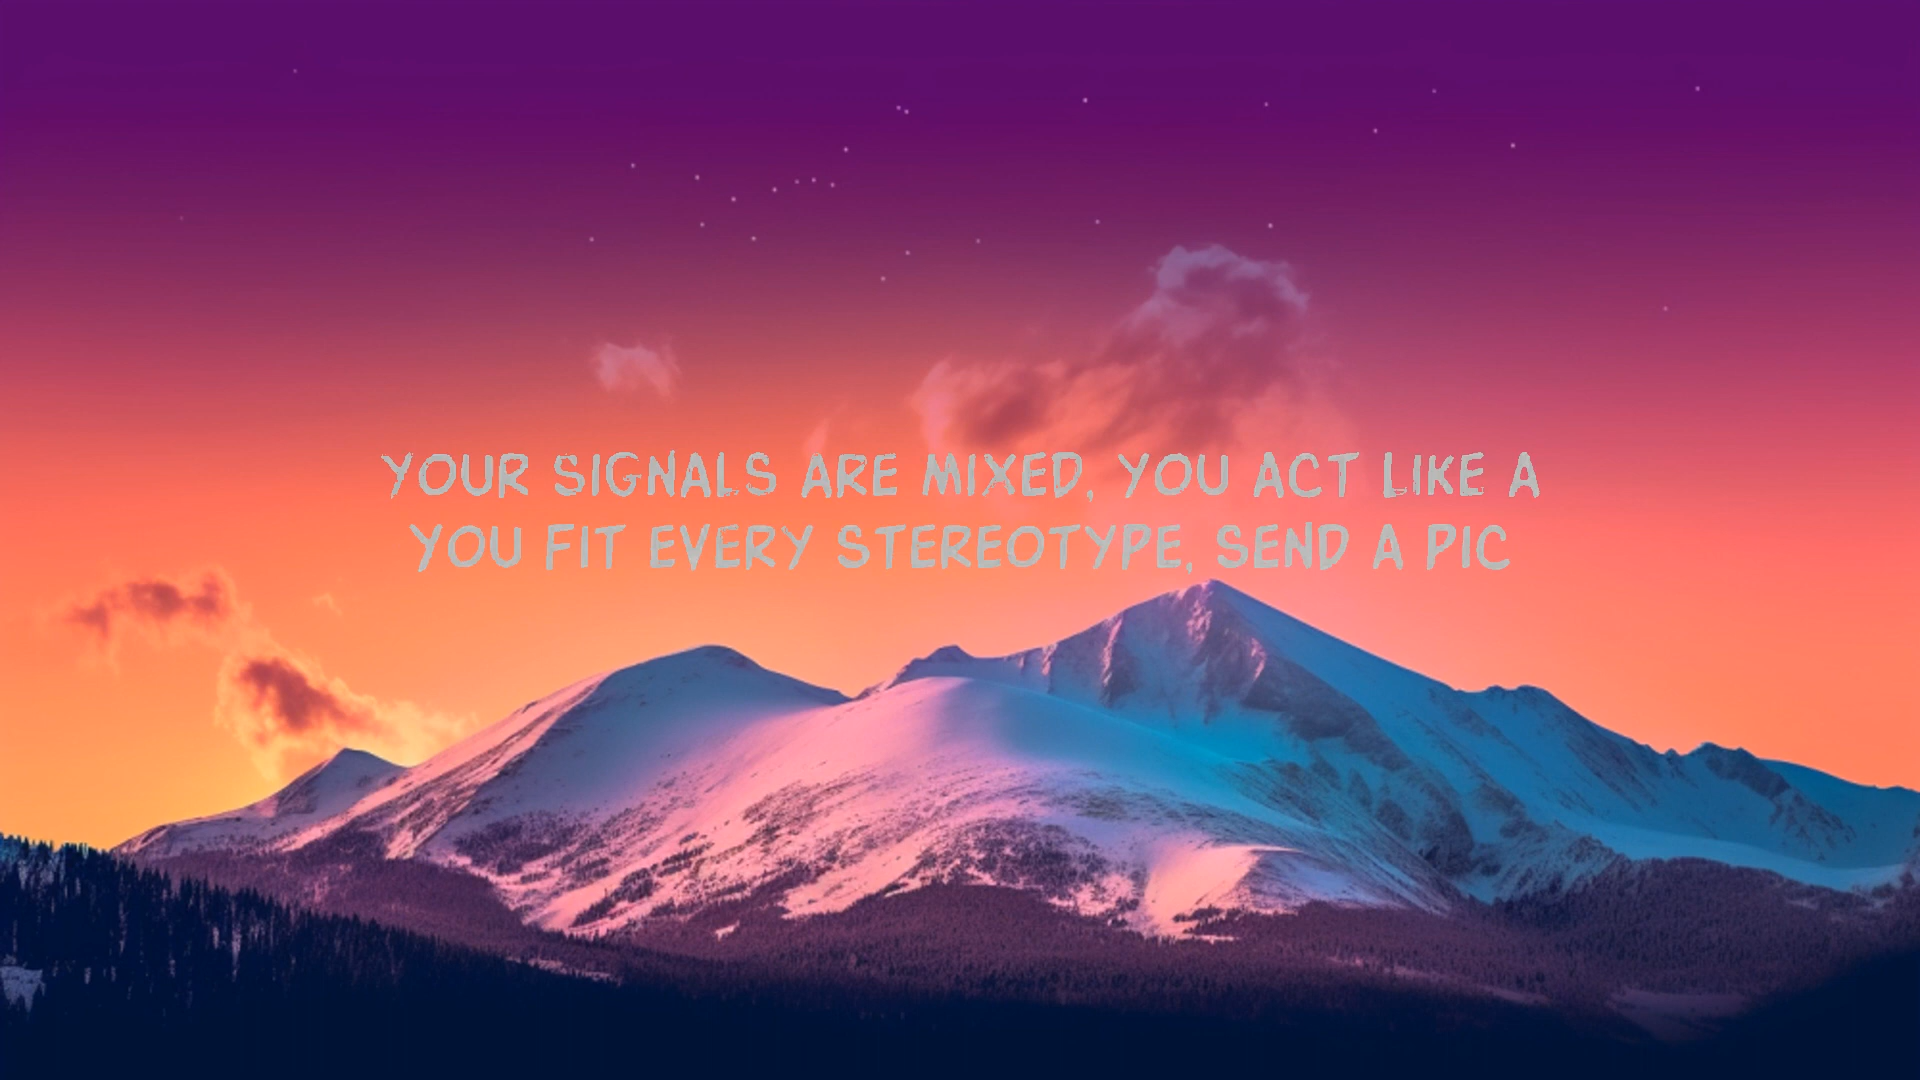 YOUR SIGNALS ARE MIXED, YOU ACT LIKE A
YOU FIT EVERY STEREOTYPE, SEND A PIC